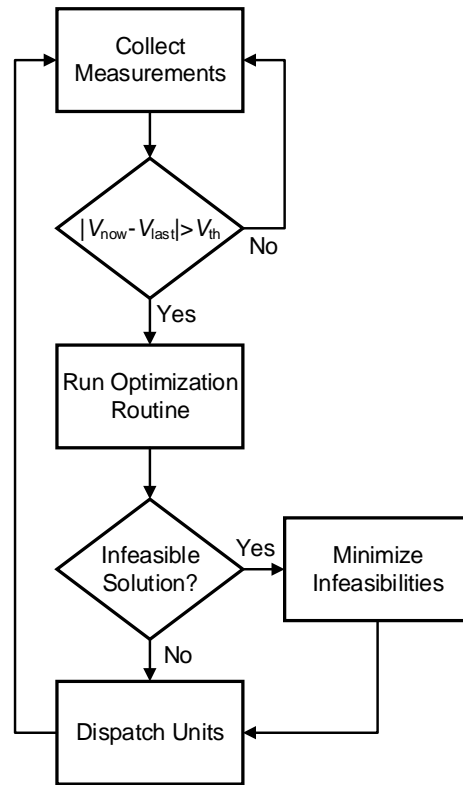 Collect
Measurements
|Vnow-Vlast|>Vth
No
Yes
Run Optimization
Routine
Infeasible
Solution?
Yes
Minimize
Infeasibilities
No
Dispatch Units